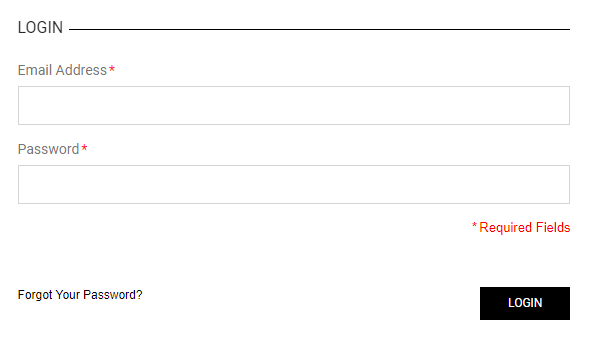 LOGIN
Email Address*
Password*
* Required Fields
Forgot Your Password?
LOGIN